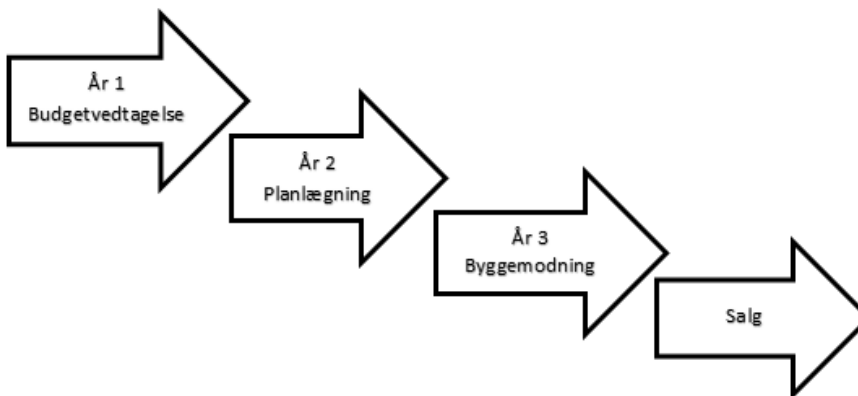 År 1
Budgetvedtagelse
År 2
Planlægning
År 3
Byggemodning
Salg